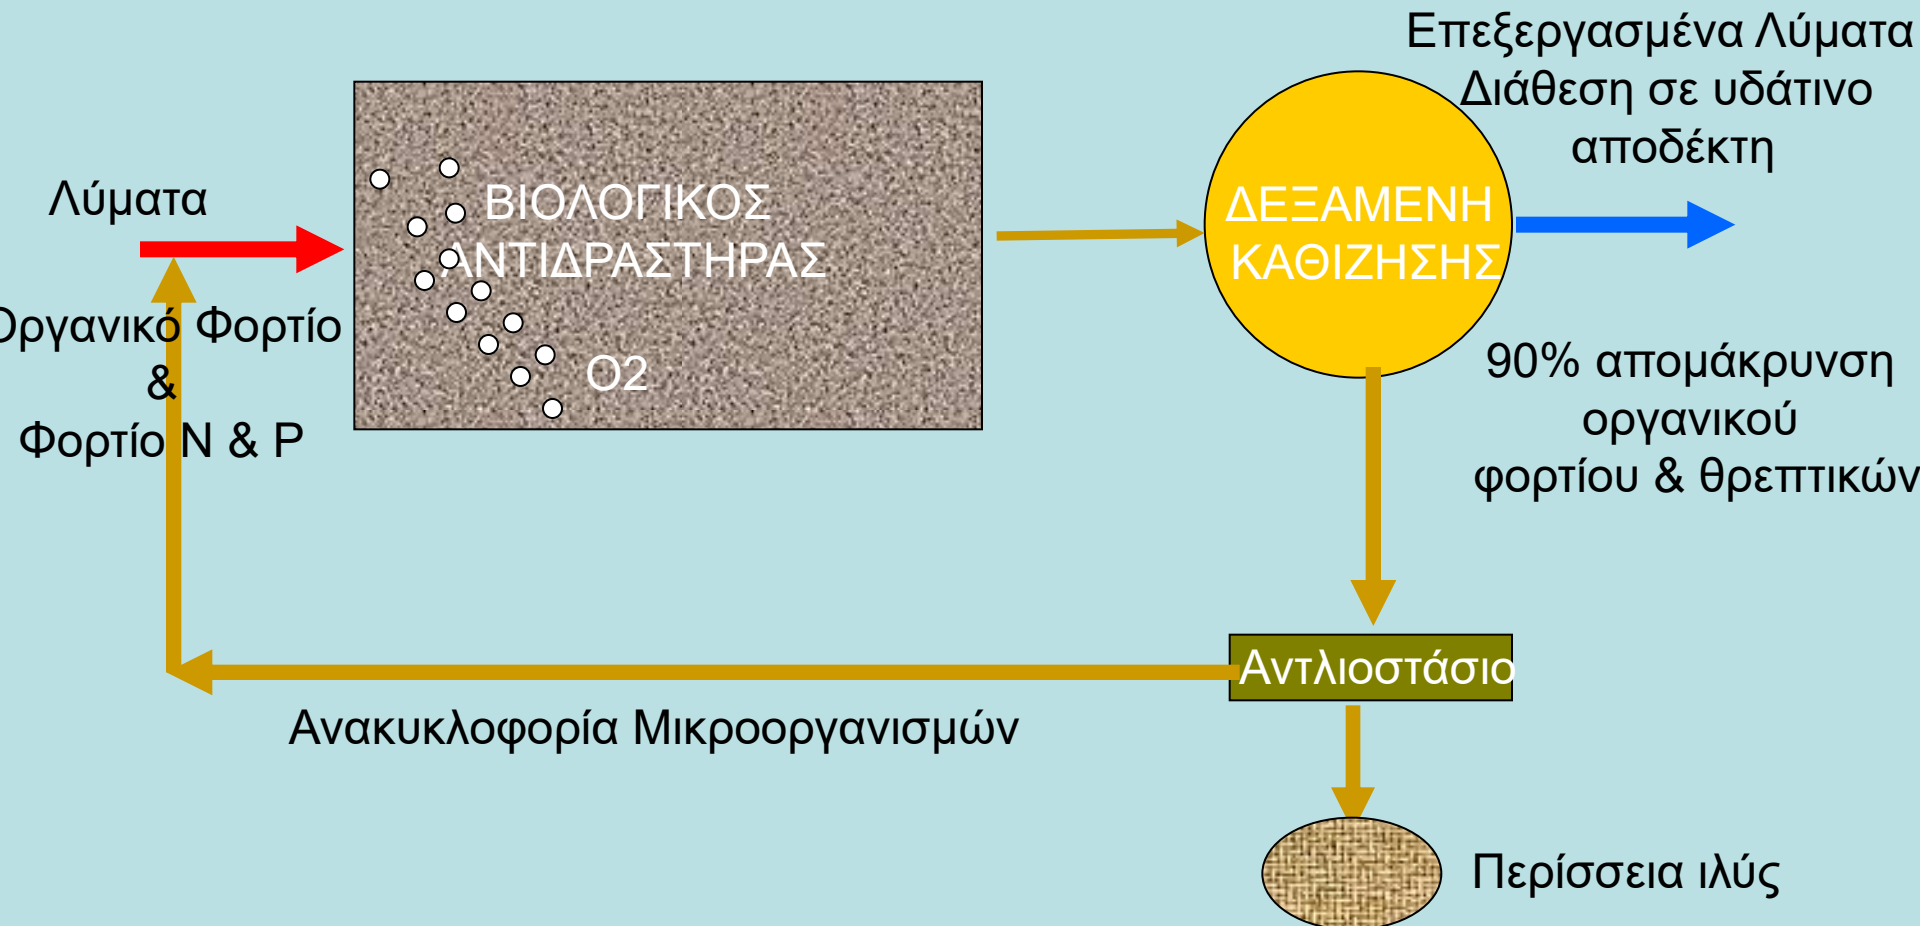 Επεξεργασμένα Λύματα
Διάθεση σε υδάτινο
αποδέκτη
Λύματα
ΒΙΟΛΟΓΙΚΟΣ
ΑΝΤΙΔΡΑΣΤΗΡΑΣ
Ο2
ΔΕΞΑΜΕΝΗ
ΚΑΘΙΖΗΣΗΣ
Οργανικό Φορτίο
&
Φορτίο Ν & Ρ
90% απομάκρυνση
οργανικού
φορτίου & θρεπτικών
Αντλιοστάσιο
Ανακυκλοφορία Μικροοργανισμών
Περίσσεια ιλύς